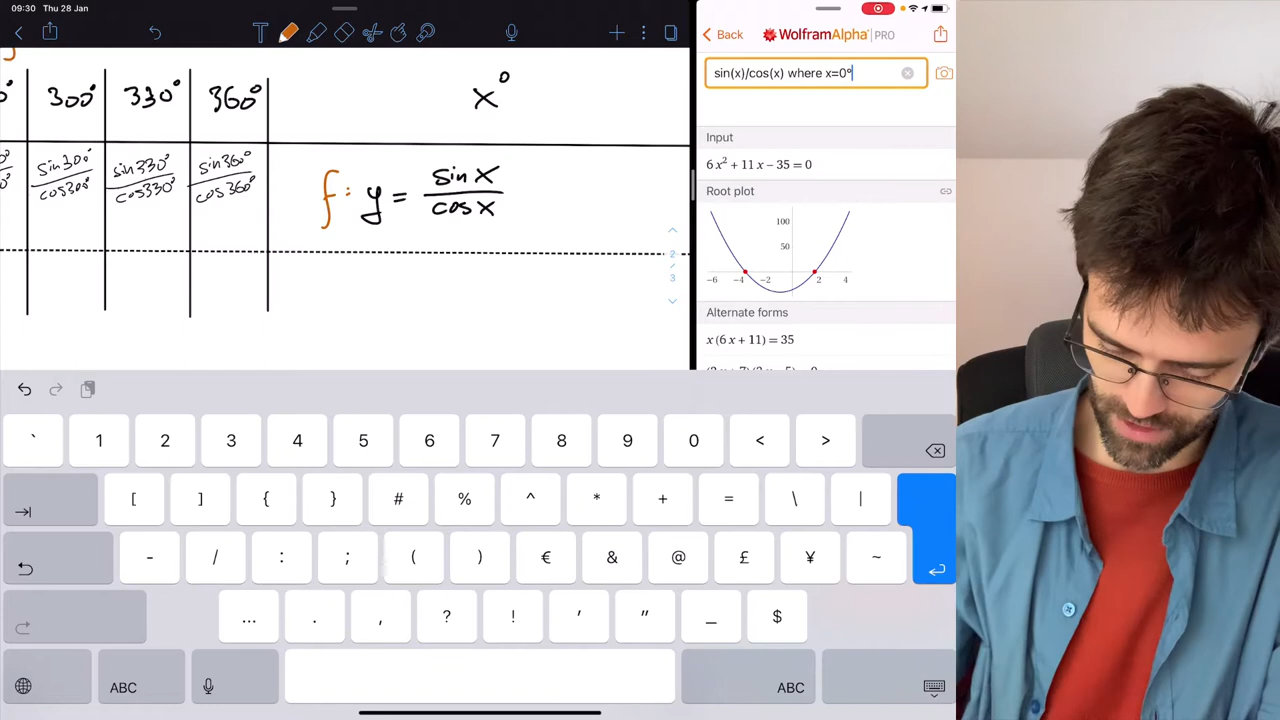 09:30 Thu 28 Jan
Back
WolframAlpha PRO
sin(x)/cos(x) where x=0°
300° 330° 360° x°
sin300°/cos300° sin330°/cos330° sin360°/cos360°
f: y = sin x/cos x
2
/
3
Input
6x² + 11x − 35 = 0
Root plot
100
50
-6 -4 -2 2 4
Alternate forms
x (6x + 11) = 35
` 1 2 3 4 5 6 7 8 9 0 < >
[ ] { } # % ^ * + = \ |
- / : ; ( ) € & @ £ ¥ ~
... . , ? ! ' " _ $
ABC ABC